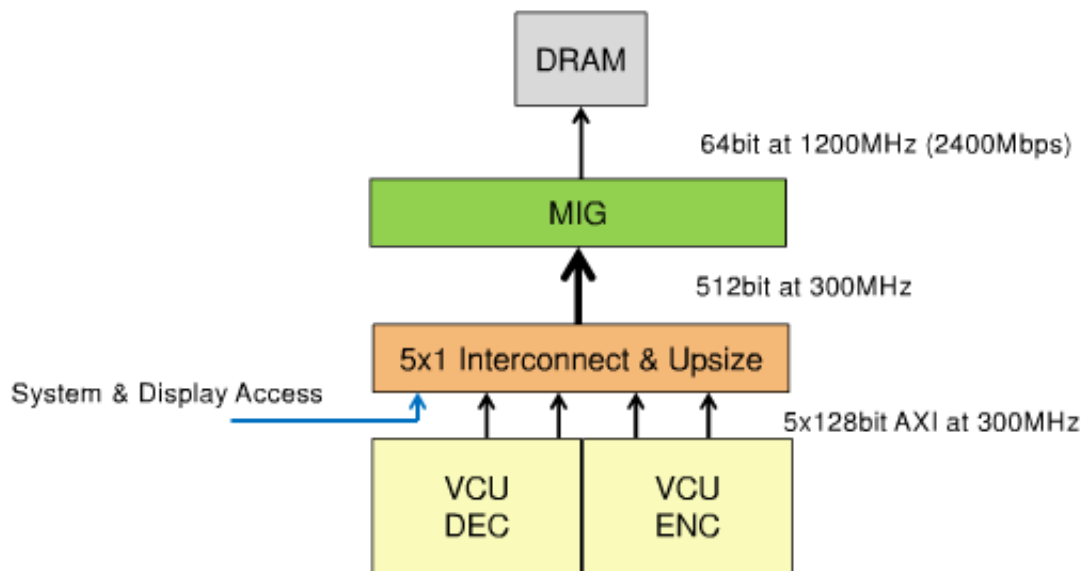 DRAM
64bit at 1200MHz (2400Mbps)
MIG
512bit at 300MHz
5x1 Interconnect & Upsize
System & Display Access
5x128bit AXI at 300MHz
VCU
DEC
VCU
ENC